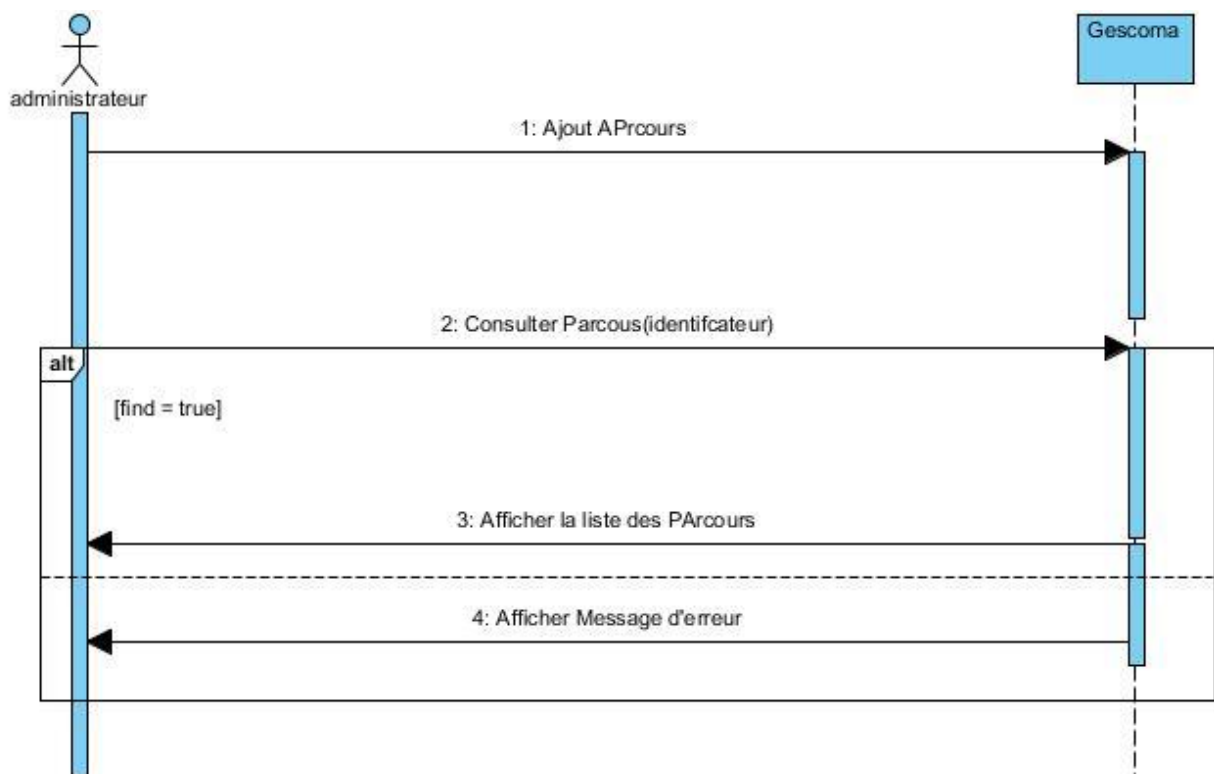 Gescoma
administrateur
1: Ajout APrcours
2: Consulter Parcous(identifcateur)
alt
[find = true]
3: Afficher la liste des PArcours
4: Afficher Message d'erreur